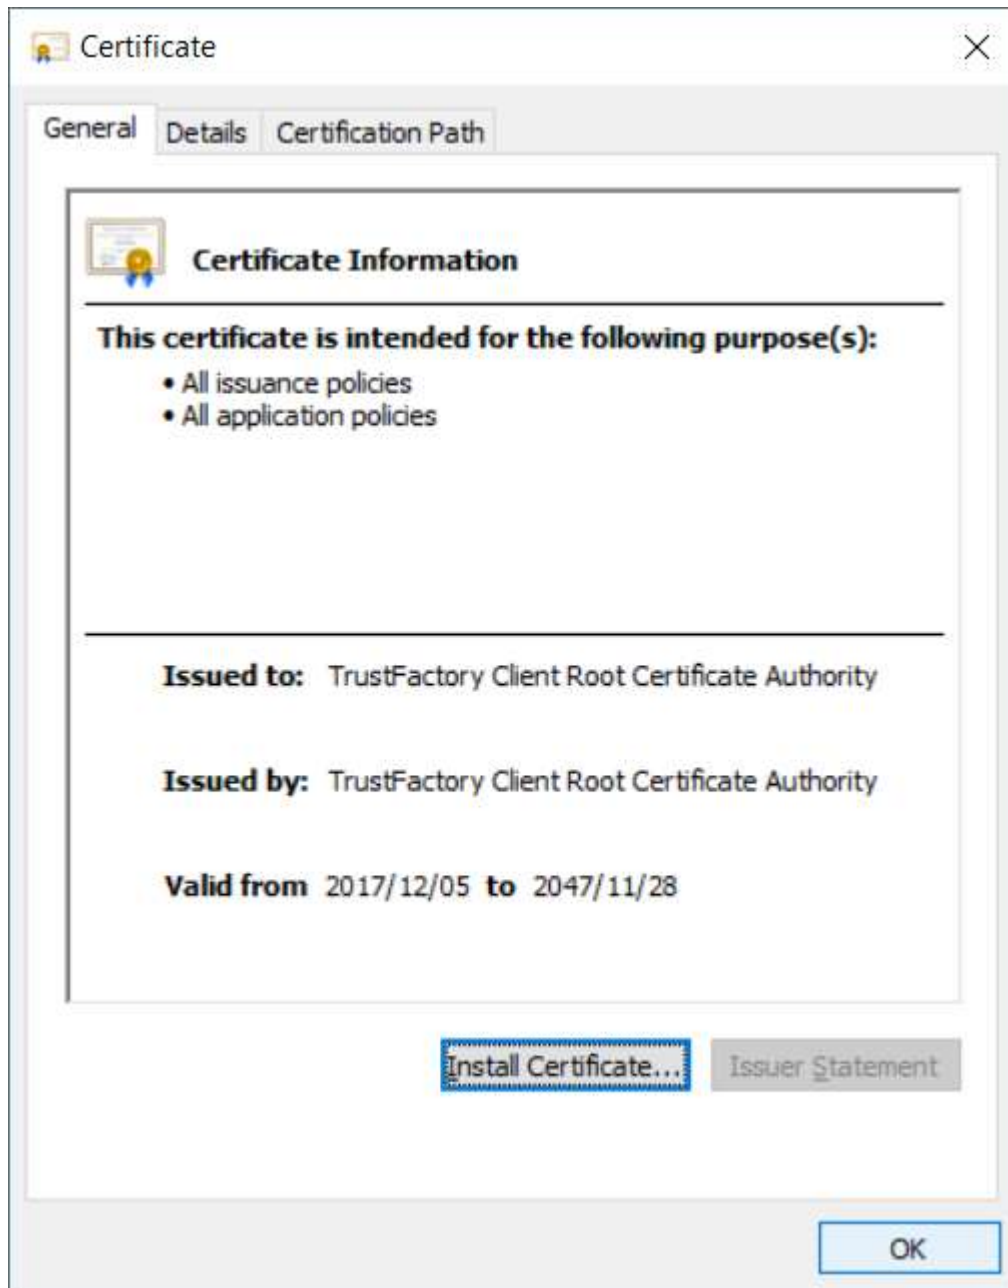 Certificate
General Details Certification Path
Certificate Information
This certificate is intended for the following purpose(s):
• All issuance policies
• All application policies
Issued to: TrustFactory Client Root Certificate Authority
Issued by: TrustFactory Client Root Certificate Authority
Valid from 2017/12/05 to 2047/11/28
Install Certificate... Issuer Statement
OK